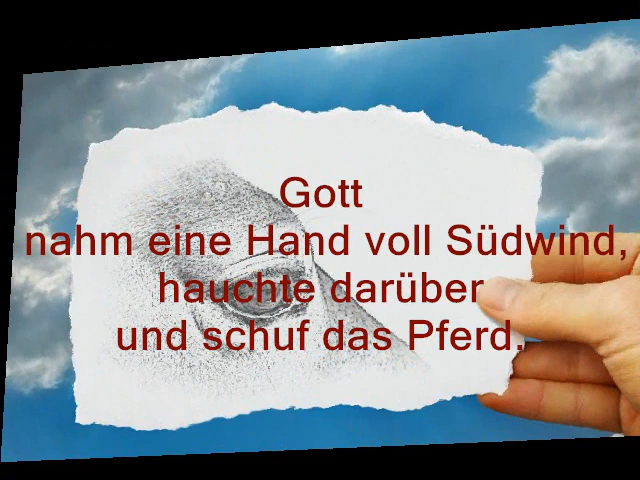 Gott
nahm eine Hand voll Südwind,
hauchte darüber
und schuf das Pferd.